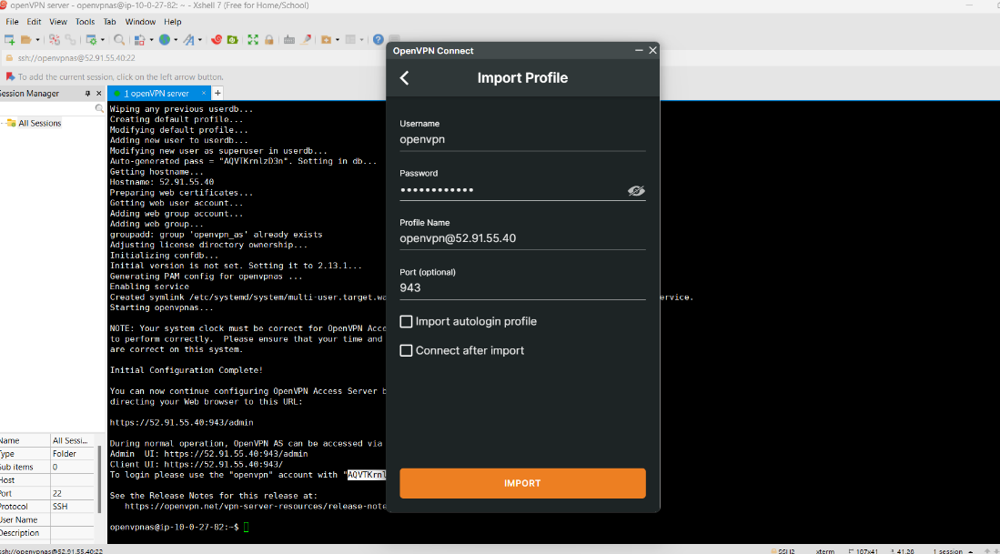 openVPN server - openvpnas@ip-10-0-27-82: ~ - Xshell 7 (Free for Home/School)
File Edit View Tools Tab Window Help
ssh://openvpnas@52.91.55.40:22
To add the current session, click on the left arrow button.
Session Manager
1 openVPN server
All Sessions
Wiping any previous userdb...
Creating default profile...
Modifying default profile...
Adding new user to userdb...
Modifying new user as superuser in userdb...
Auto-generated pass = "AQVTKrnlzD3n". Setting in db...
Getting hostname...
Hostname: 52.91.55.40
Preparing web certificates...
Getting web user account...
Adding web group account...
Adding web group...
groupadd: group 'openvpn_as' already exists
Adjusting license directory ownership...
Initializing confdb...
Initial version is not set. Setting it to 2.13.1...
Generating PAM config for openvpnas ...
Enabling service
Created symlink /etc/systemd/system/multi-user.target.wa
ervice.
Starting openvpnas...
NOTE: Your system clock must be correct for OpenVPN Acce
to perform correctly. Please ensure that your time and
are correct on this system.
Initial Configuration Complete!
You can now continue configuring OpenVPN Access Server b
directing your Web browser to this URL:
https://52.91.55.40:943/admin
During normal operation, OpenVPN AS can be accessed via
Admin UI: https://52.91.55.40:943/admin
Client UI: https://52.91.55.40:943/
To login please use the "openvpn" account with "AQVTKrnl
See the Release Notes for this release at:
https://openvpn.net/vpn-server-resources/release-note
openvpnas@ip-10-0-27-82:~$
Name All Sessi...
Type Folder
Sub items 0
Host
Port 22
Protocol SSH
User Name
Description
OpenVPN Connect
Import Profile
Username
openvpn
Password
Profile Name
openvpn@52.91.55.40
Port (optional)
943
Import autologin profile
Connect after import
IMPORT
ssh://openvpnas@52.91.55.40:22
SSH2 xterm 187x41 41,28 1 session